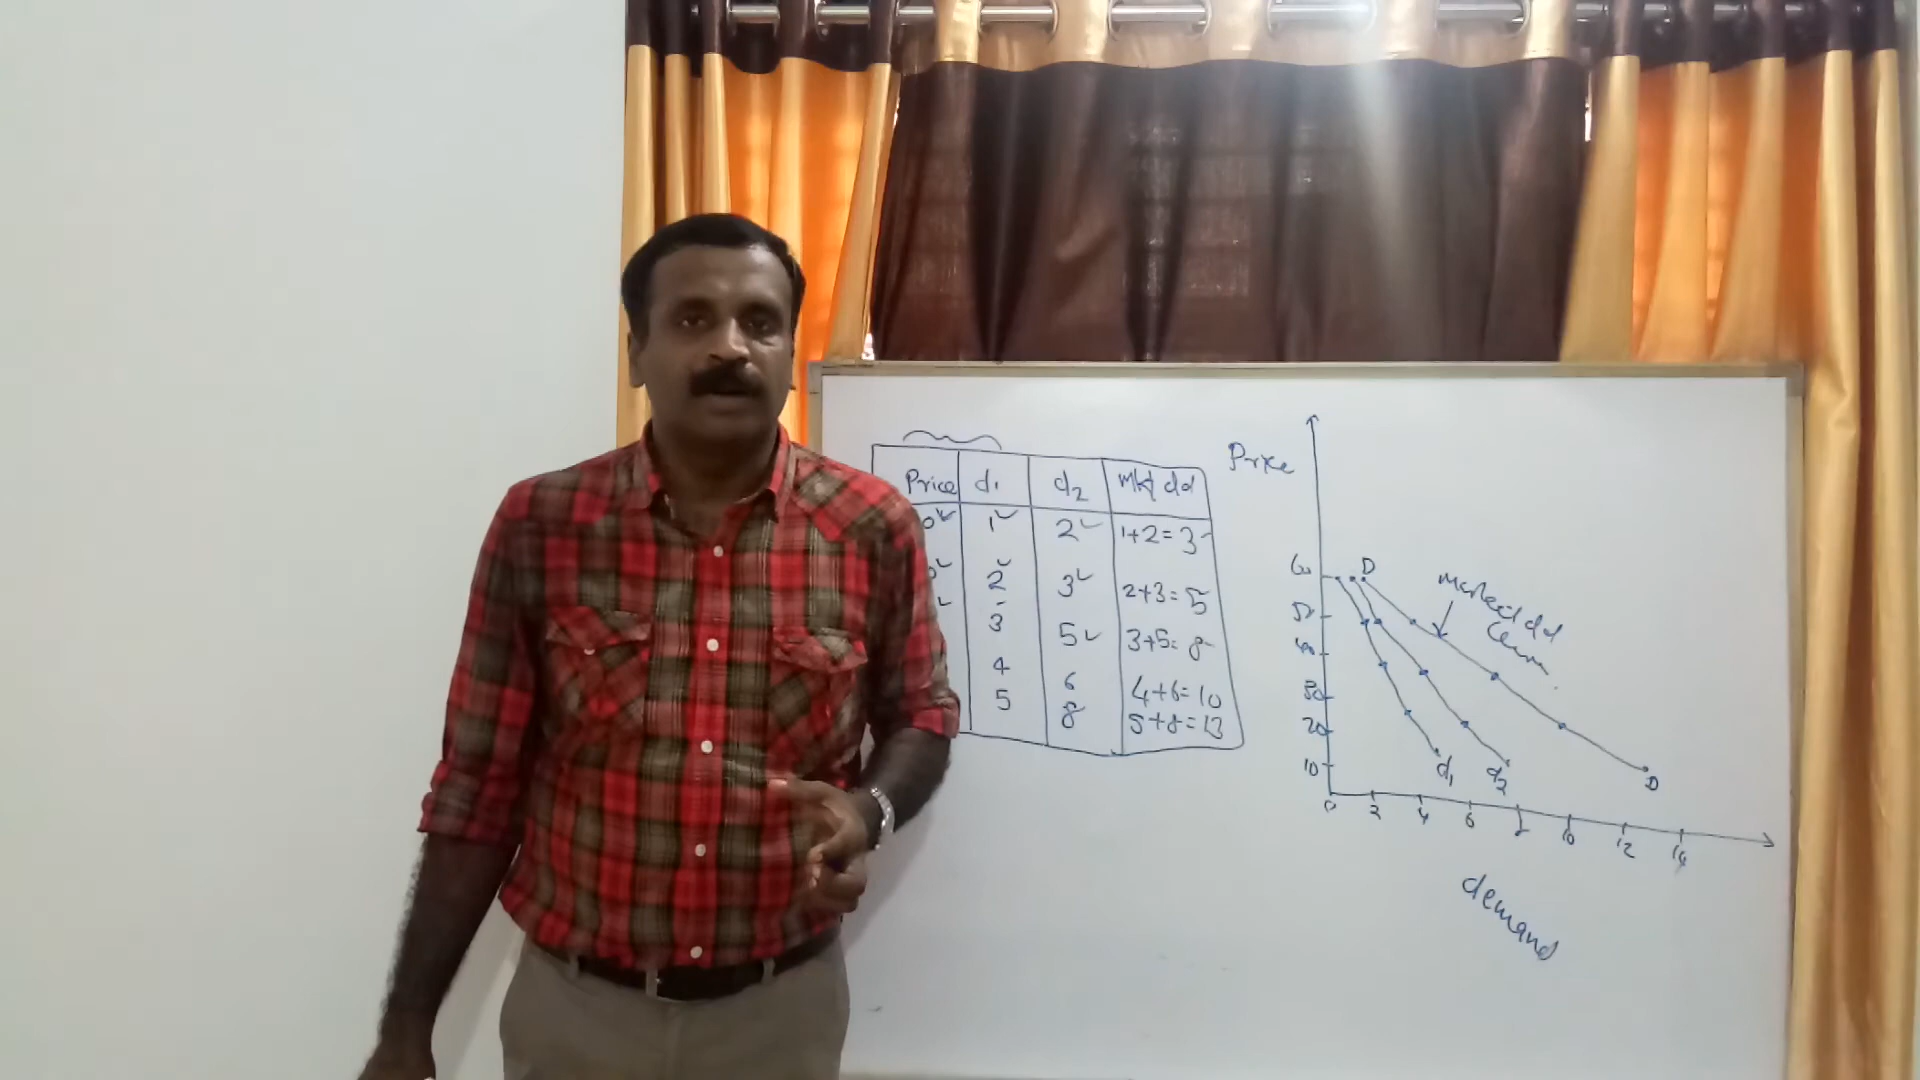 Price d1 d2 Mkt dd
0 1 2 1+2=3
0 2 3 2+3=5
3 5 3+5=8
4 6 4+6=10
5 8 5+8=13
Price
60
50
40
30
20
10
0 2 4 6 8 10 12 14
D
Market dd
d1 d2 D
demand